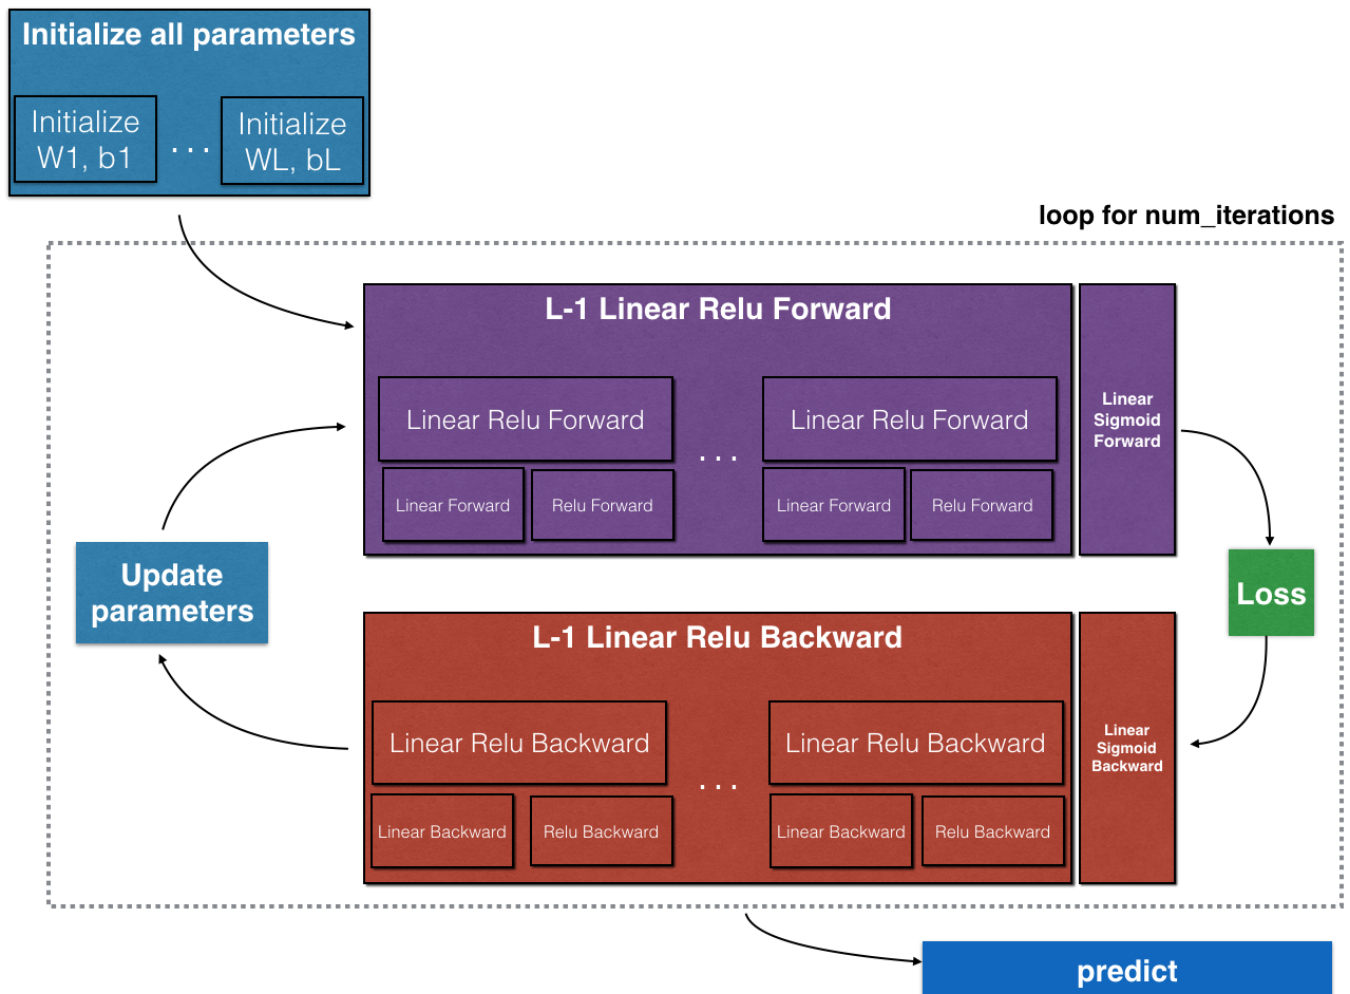 Initialize all parameters
Initialize
W1, b1
. . .
Initialize
WL, bL
loop for num_iterations
L-1 Linear Relu Forward
Linear Relu Forward
. . .
Linear Relu Forward
Linear Forward
Relu Forward
Linear Forward
Relu Forward
Linear
Sigmoid
Forward
Update
parameters
Loss
L-1 Linear Relu Backward
Linear Relu Backward
. . .
Linear Relu Backward
Linear Backward
Relu Backward
Linear Backward
Relu Backward
Linear
Sigmoid
Backward
predict